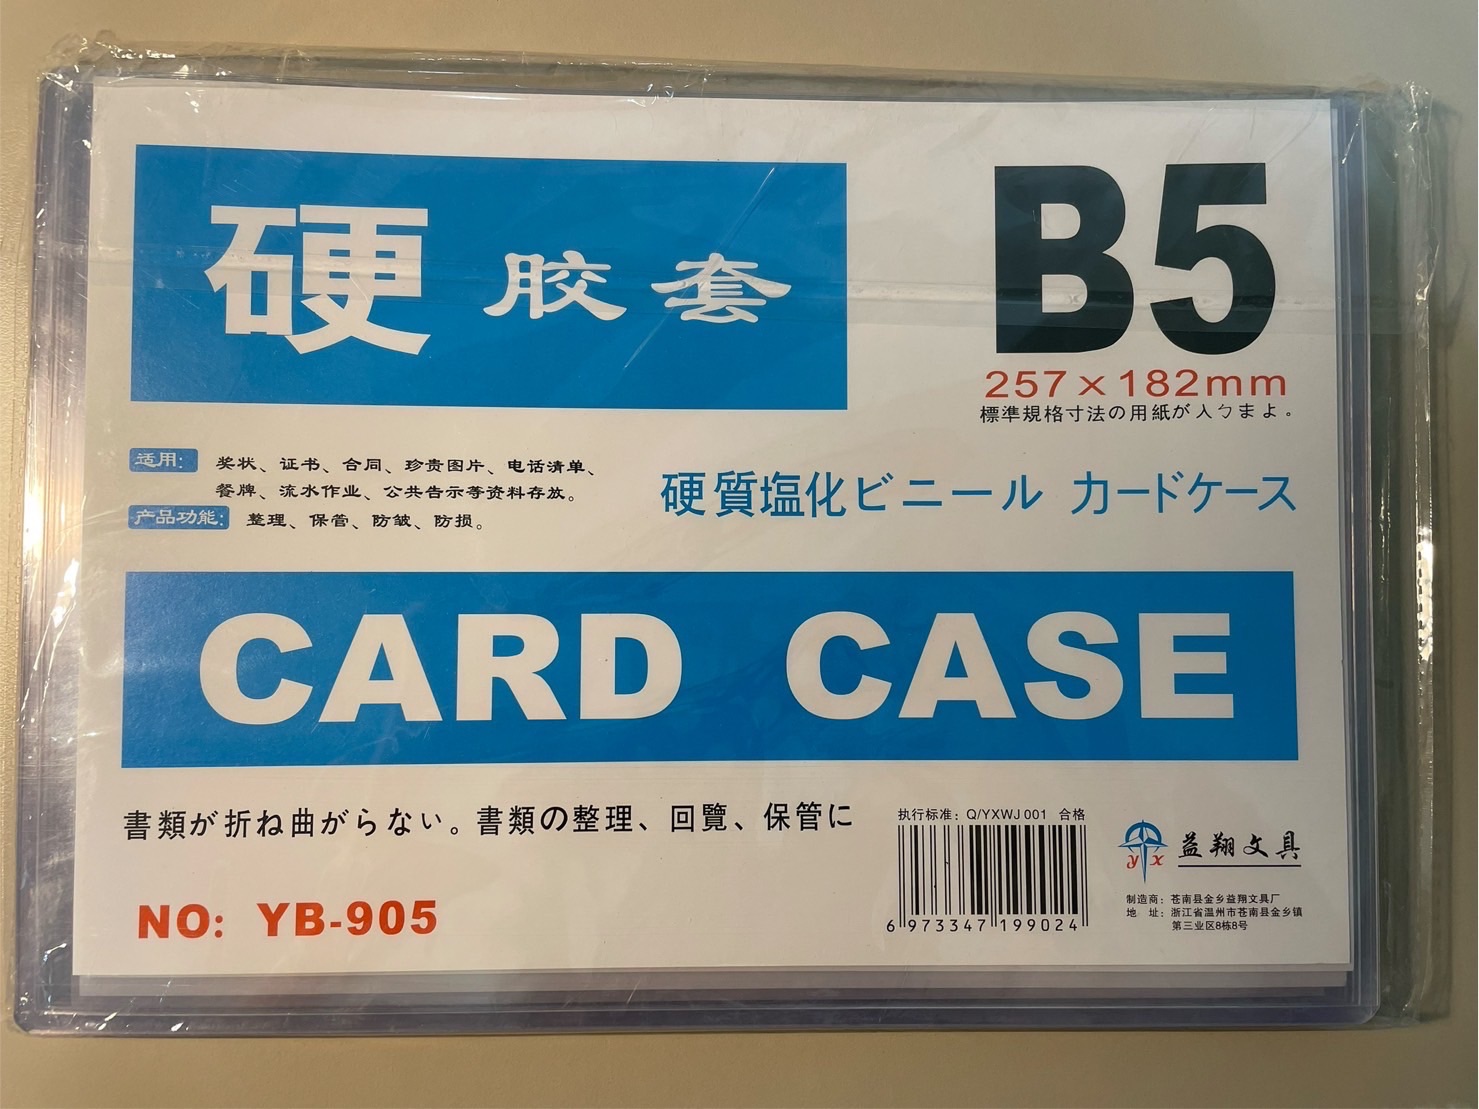 硬胶套
B5
257×182mm
標準規格寸法の用紙が入ㄅまよ。
适用: 奖状、证书、合同、珍贵图片、电话清单、
餐牌、流水作业、公共告示等资料存放。
产品功能: 整理、保管、防皱、防损。
硬質塩化ビニール カードケース
CARD CASE
書類が折ね曲がらない。書類の整理、回覽、保管に
NO: YB-905
执行标准: Q/YXWJ 001 合格
6 973347 199024
yx 益翔文具
制造商: 苍南县金乡益翔文具厂
地 址: 浙江省温州市苍南县金乡镇
第三业区8栋8号